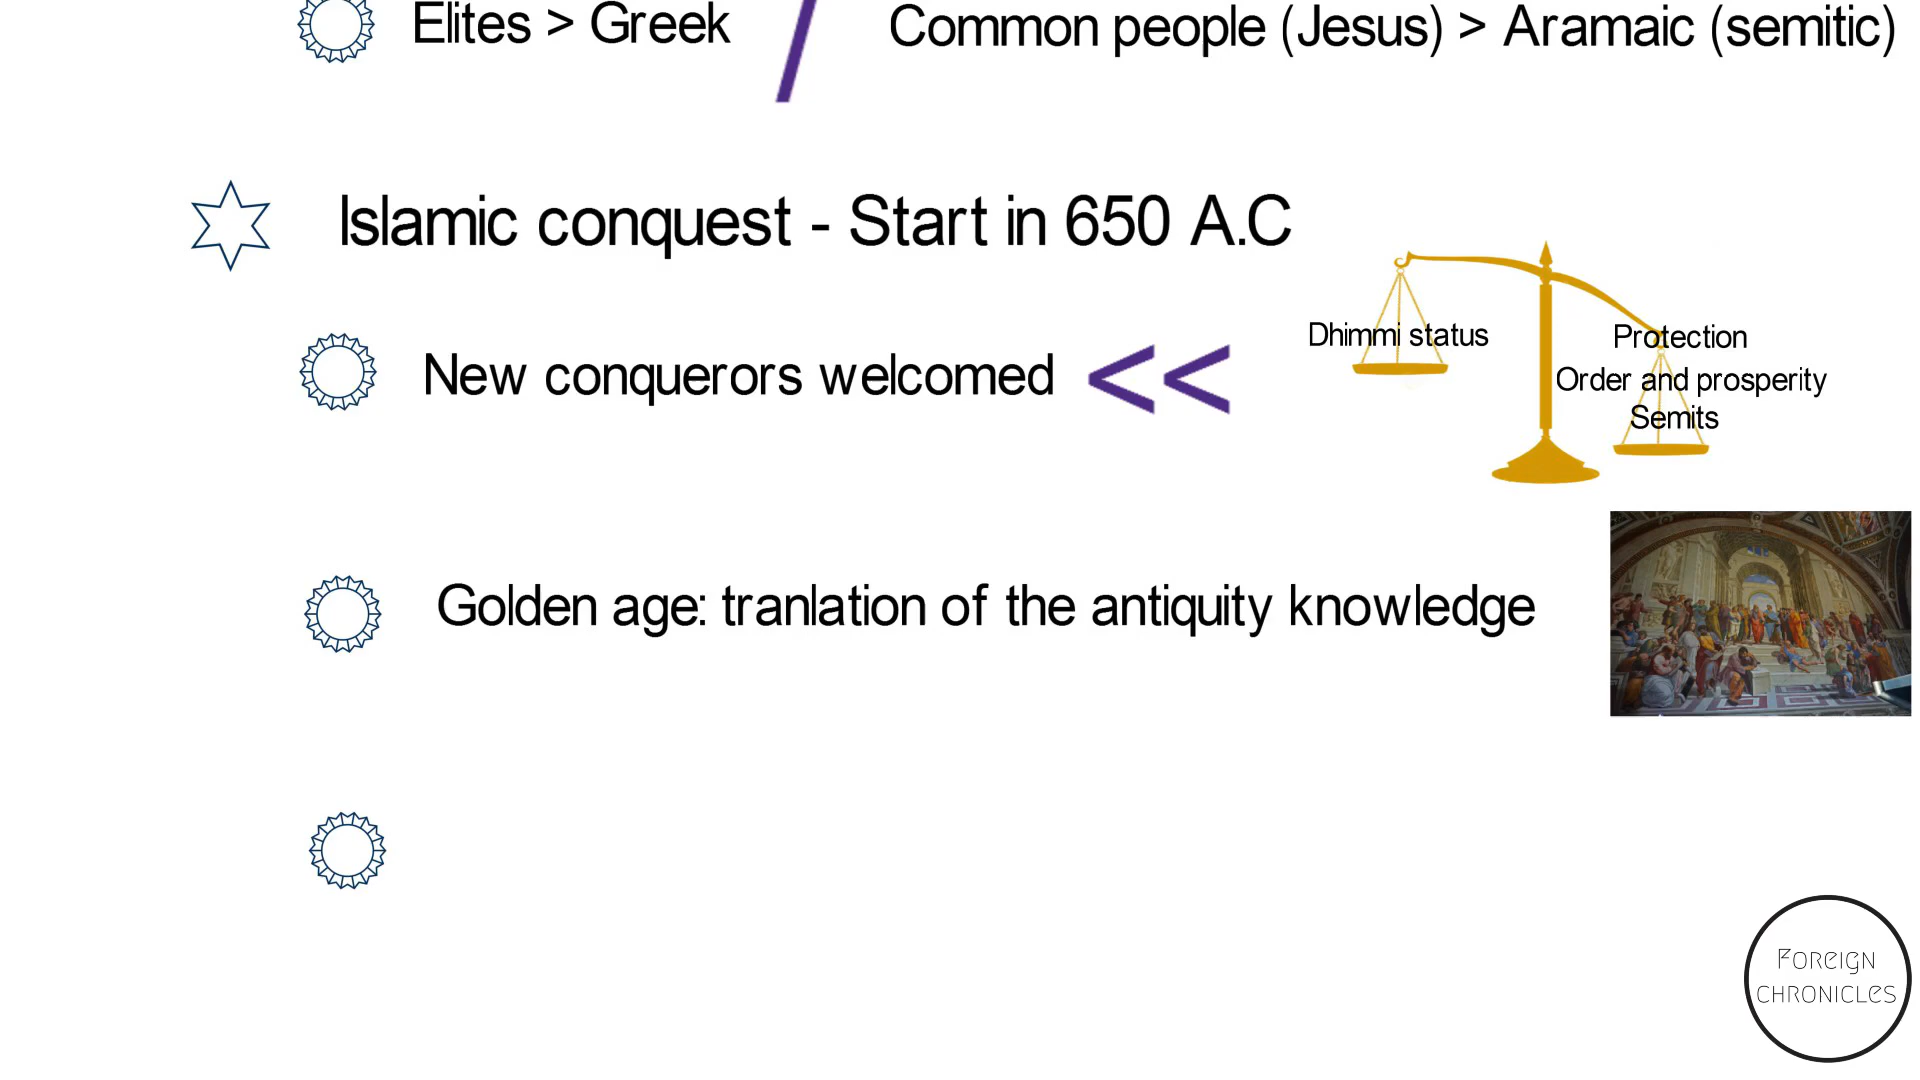 Elites > Greek / Common people (Jesus) > Aramaic (semitic)
Islamic conquest - Start in 650 A.C
New conquerors welcomed <<
Dhimmi status
Protection
Order and prosperity
Semits
Golden age: tranlation of the antiquity knowledge
FOREIGN
CHRONICLES